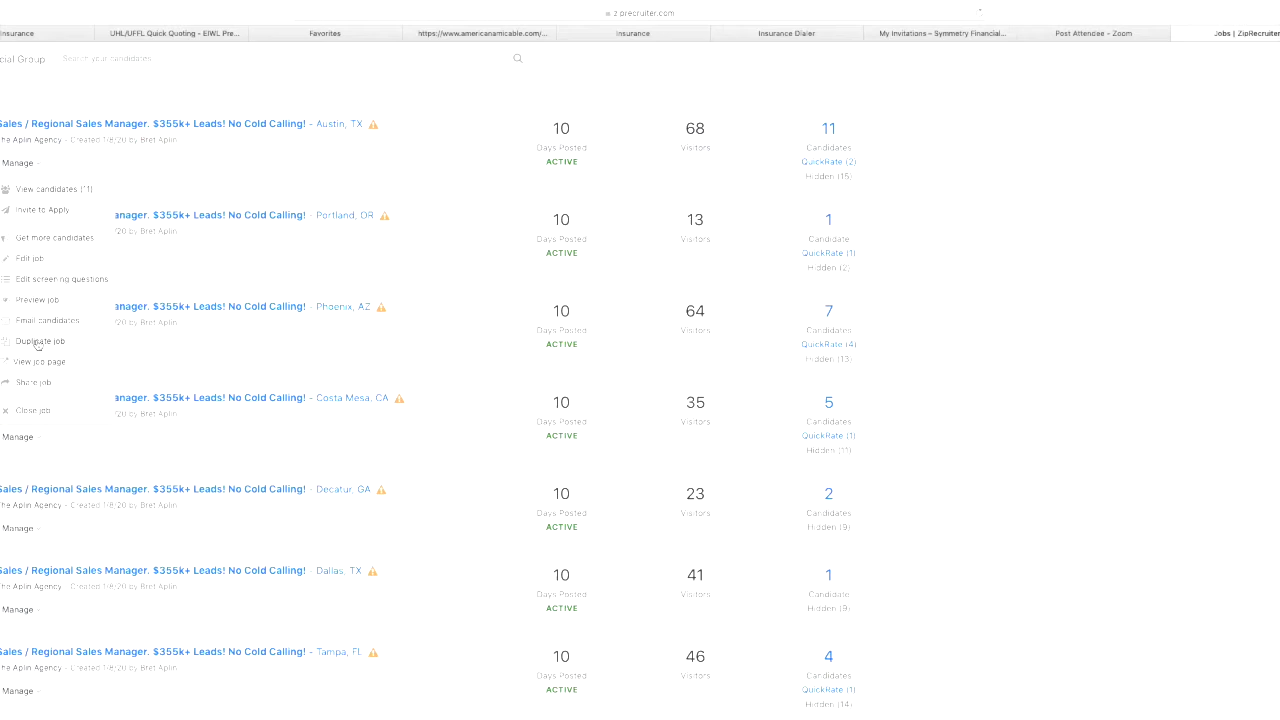 z precruiter.com
Insurance
UHL/UFFL Quick Quoting - EIWL Pre...
Favorites
https://www.americanamicable.com/...
Insurance
Insurance Dialer
My Invitations – Symmetry Financial...
Post Attendee - Zoom
Jobs | ZipRecruiter
cial Group
Search your candidates
Sales / Regional Sales Manager. $355k+ Leads! No Cold Calling! - Austin, TX
The Aplin Agency - Created 1/8/20 by Bret Aplin
Manage
10
Days Posted
ACTIVE
68
Visitors
11
Candidates
QuickRate (2)
Hidden (15)
View candidates (11)
Invite to Apply
Get more candidates
Edit job
Edit screening questions
Preview job
Email candidates
Duplicate job
View job page
Share job
Close job
anager. $355k+ Leads! No Cold Calling! - Portland, OR
/20 by Bret Aplin
10
Days Posted
ACTIVE
13
Visitors
1
Candidate
QuickRate (1)
Hidden (2)
anager. $355k+ Leads! No Cold Calling! - Phoenix, AZ
/20 by Bret Aplin
10
Days Posted
ACTIVE
64
Visitors
7
Candidates
QuickRate (4)
Hidden (13)
anager. $355k+ Leads! No Cold Calling! - Costa Mesa, CA
/20 by Bret Aplin
Manage
10
Days Posted
ACTIVE
35
Visitors
5
Candidates
QuickRate (1)
Hidden (11)
Sales / Regional Sales Manager. $355k+ Leads! No Cold Calling! - Decatur, GA
The Aplin Agency - Created 1/8/20 by Bret Aplin
Manage
10
Days Posted
ACTIVE
23
Visitors
2
Candidates
Hidden (9)
Sales / Regional Sales Manager. $355k+ Leads! No Cold Calling! - Dallas, TX
The Aplin Agency - Created 1/8/20 by Bret Aplin
Manage
10
Days Posted
ACTIVE
41
Visitors
1
Candidate
Hidden (9)
Sales / Regional Sales Manager. $355k+ Leads! No Cold Calling! - Tampa, FL
The Aplin Agency - Created 1/8/20 by Bret Aplin
Manage
10
Days Posted
ACTIVE
46
Visitors
4
Candidates
QuickRate (1)
Hidden (14)